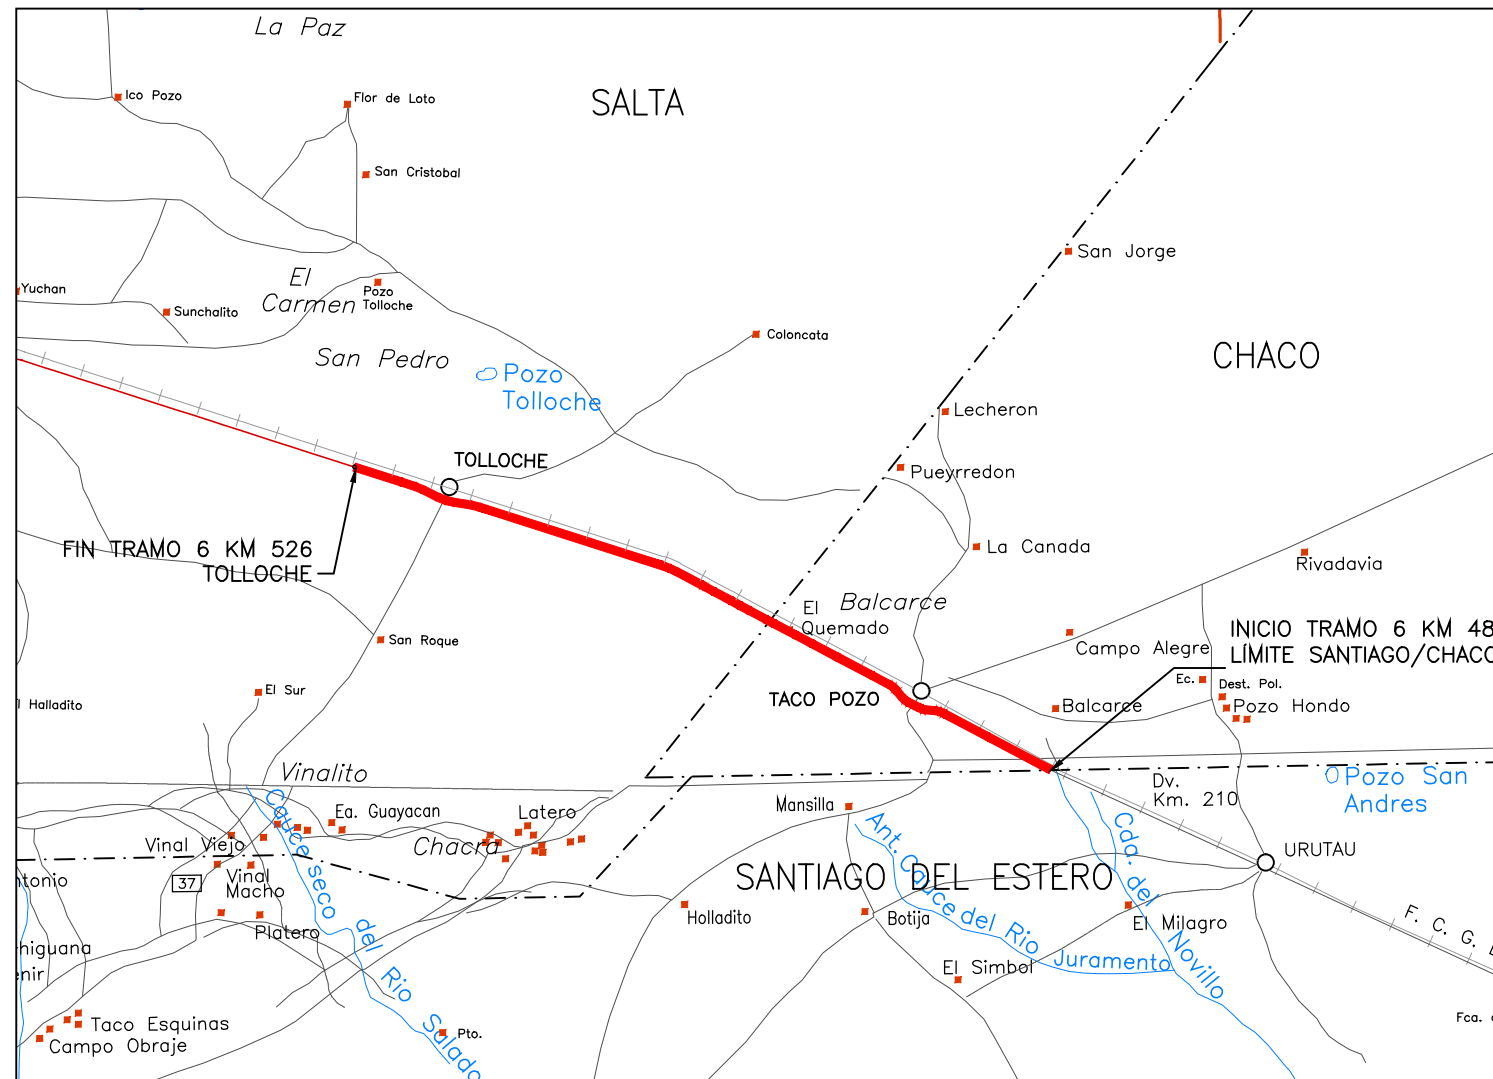 La Paz
Ico Pozo
Flor de Loto
SALTA
San Cristobal
San Jorge
El
Carmen
Pozo
Tolloche
Yuchan
Sunchalito
Coloncata
San Pedro
Pozo
Tolloche
CHACO
Lecheron
TOLLOCHE
Pueyrredon
FIN TRAMO 6 KM 526
TOLLOCHE
La Canada
Rivadavia
El
Quemado
Balcarce
INICIO TRAMO 6 KM 48
LÍMITE SANTIAGO/CHACO
San Roque
Campo Alegre
Ec.
Dest. Pol.
El Sur
Halladito
TACO POZO
Balcarce
Pozo Hondo
Vinalito
Dv.
Km. 210
Pozo San
Andres
Mansilla
Ea. Guayacan
Latero
Vinal Viejo
Chacra
URUTAU
37
Vinal
Macho
SANTIAGO DEL ESTERO
Cauce seco del Rio Salado
Ant. Cauce del Rio Juramento
Cda. del Novillo
Holladito
Botija
El Milagro
F. C. G.
Platero
El Simbol
Taco Esquinas
Campo Obraje
Pto.
Fca.